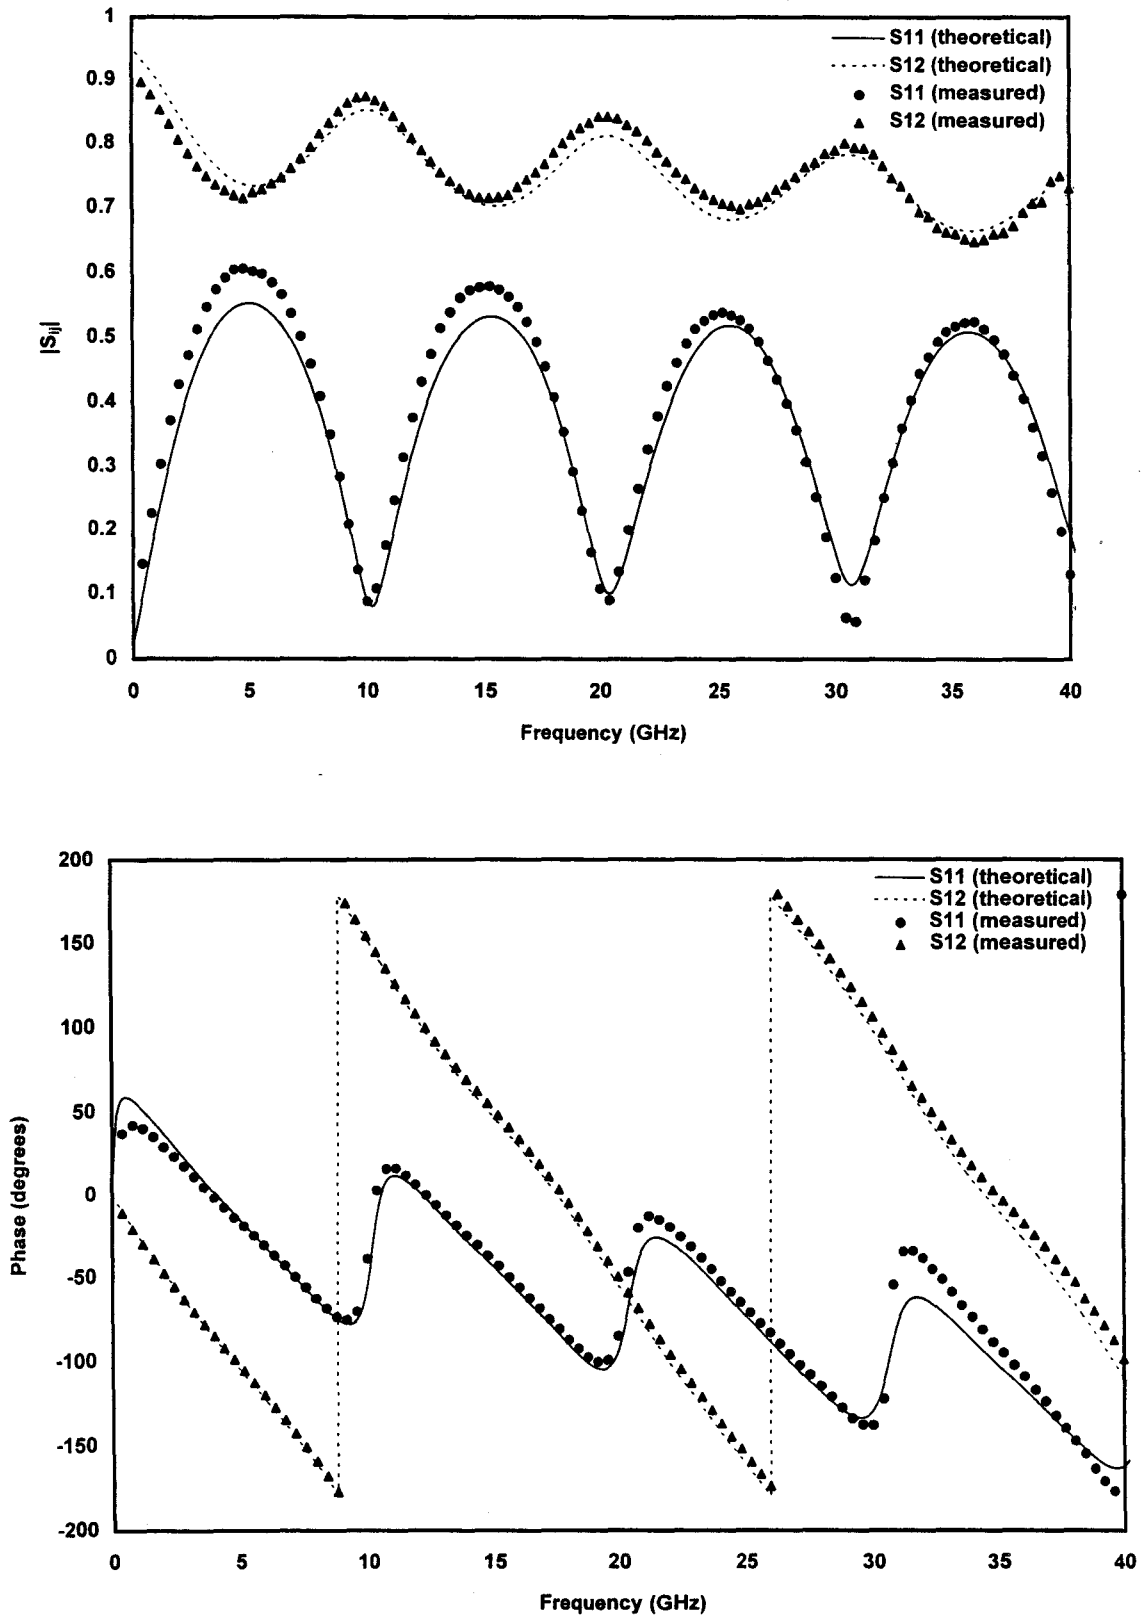 1
0.9
0.8
0.7
0.6
0.5
0.4
0.3
0.2
0.1
0
|Sij|
S11 (theoretical)
S12 (theoretical)
S11 (measured)
S12 (measured)
0 5 10 15 20 25 30 35 40
Frequency (GHz)
200
150
100
50
0
-50
-100
-150
-200
Phase (degrees)
S11 (theoretical)
S12 (theoretical)
S11 (measured)
S12 (measured)
0 5 10 15 20 25 30 35 40
Frequency (GHz)